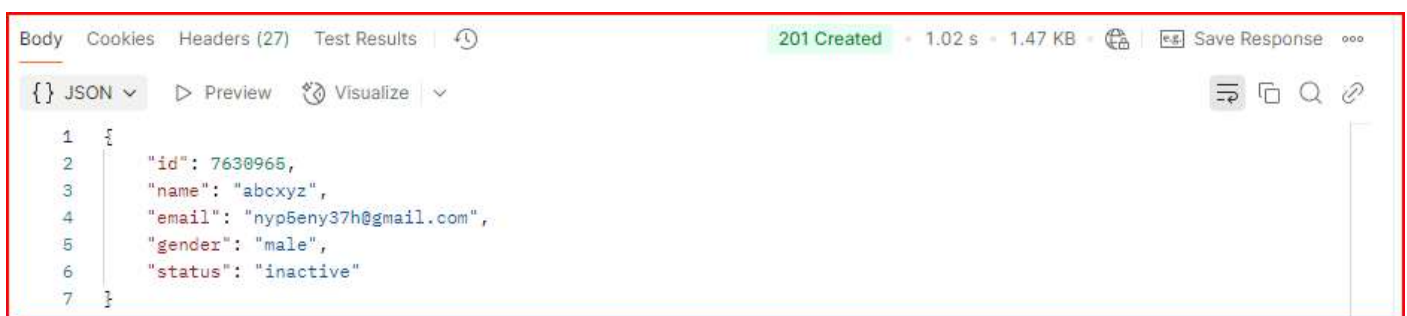 Body Cookies Headers (27) Test Results 201 Created 1.02 s 1.47 KB e.g. Save Response
{} JSON Preview Visualize
1 {
2 "id": 7630965,
3 "name": "abcxyz",
4 "email": "nyp5eny37h@gmail.com",
5 "gender": "male",
6 "status": "inactive"
7 }